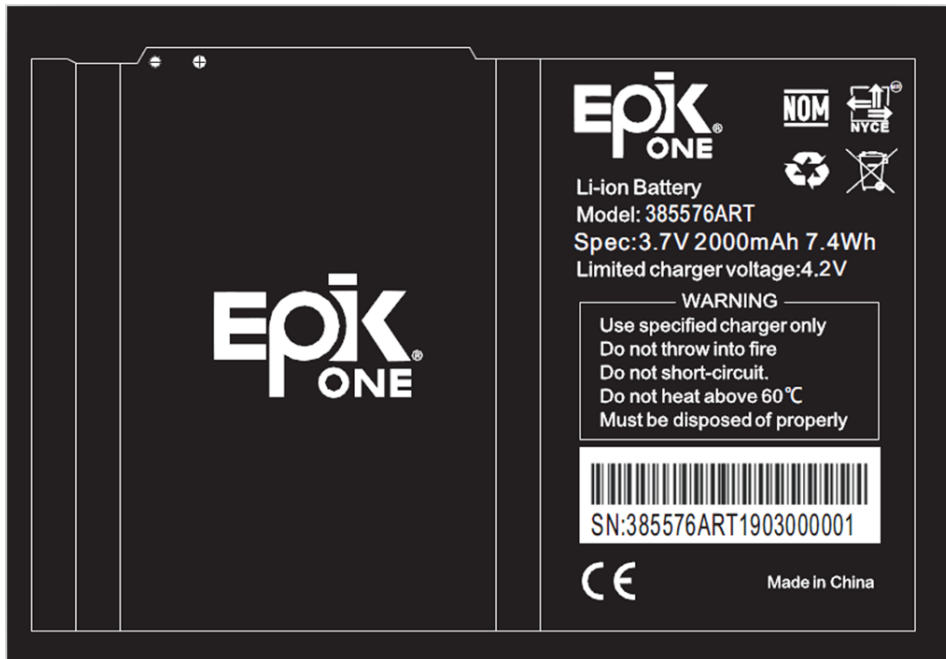 EpiK®
ONE
EpiK®
ONE
NOM
NYCE
Li-ion Battery
Model: 385576ART
Spec:3.7V 2000mAh 7.4Wh
Limited charger voltage:4.2V
WARNING
Use specified charger only
Do not throw into fire
Do not short-circuit.
Do not heat above 60℃
Must be disposed of properly
SN:385576ART1903000001
CE
Made in China